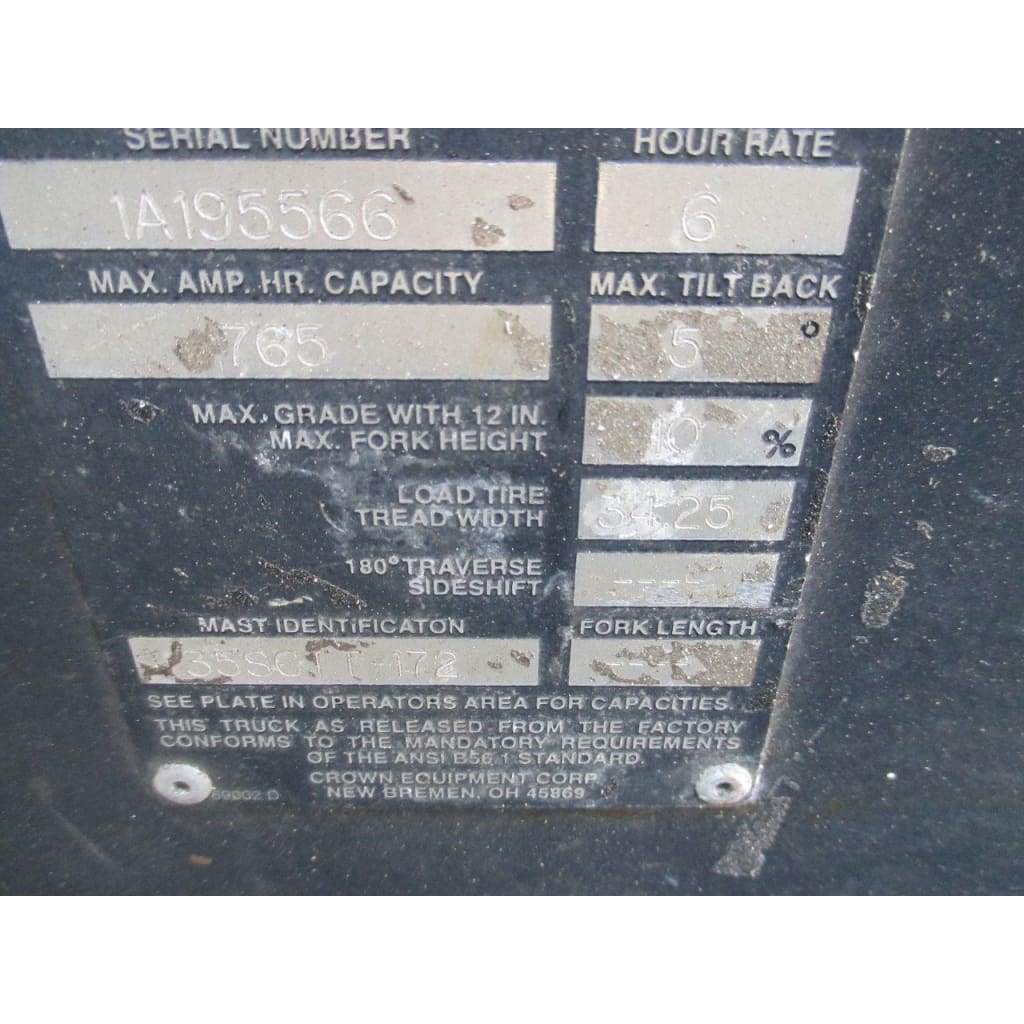 SERIAL NUMBER HOUR RATE
1A195566 6
MAX. AMP. HR. CAPACITY MAX. TILT BACK
765 5°
MAX. GRADE WITH 12 IN.
MAX. FORK HEIGHT 10 %
LOAD TIRE
TREAD WIDTH 34.25
180° TRAVERSE
SIDESHIFT ----
MAST IDENTIFICATON FORK LENGTH
----
SEE PLATE IN OPERATORS AREA FOR CAPACITIES.
THIS TRUCK AS RELEASED FROM THE FACTORY
CONFORMS TO THE MANDATORY REQUIREMENTS
OF THE ANSI B56.1 STANDARD.
CROWN EQUIPMENT CORP.
NEW BREMEN, OH 45869